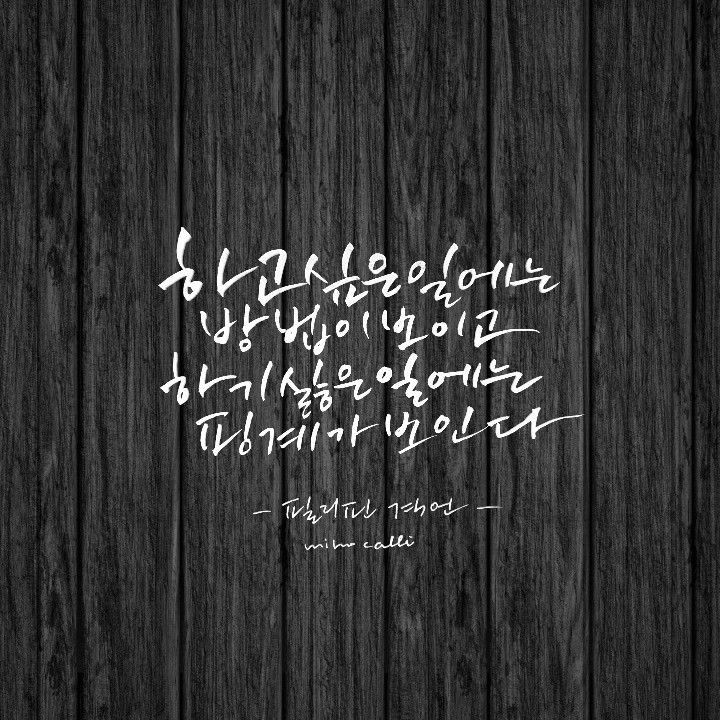 하고싶은일에는
방법이보이고
하기싫은일에는
핑계가보인다
- 필리핀 격언 -
mimo calli